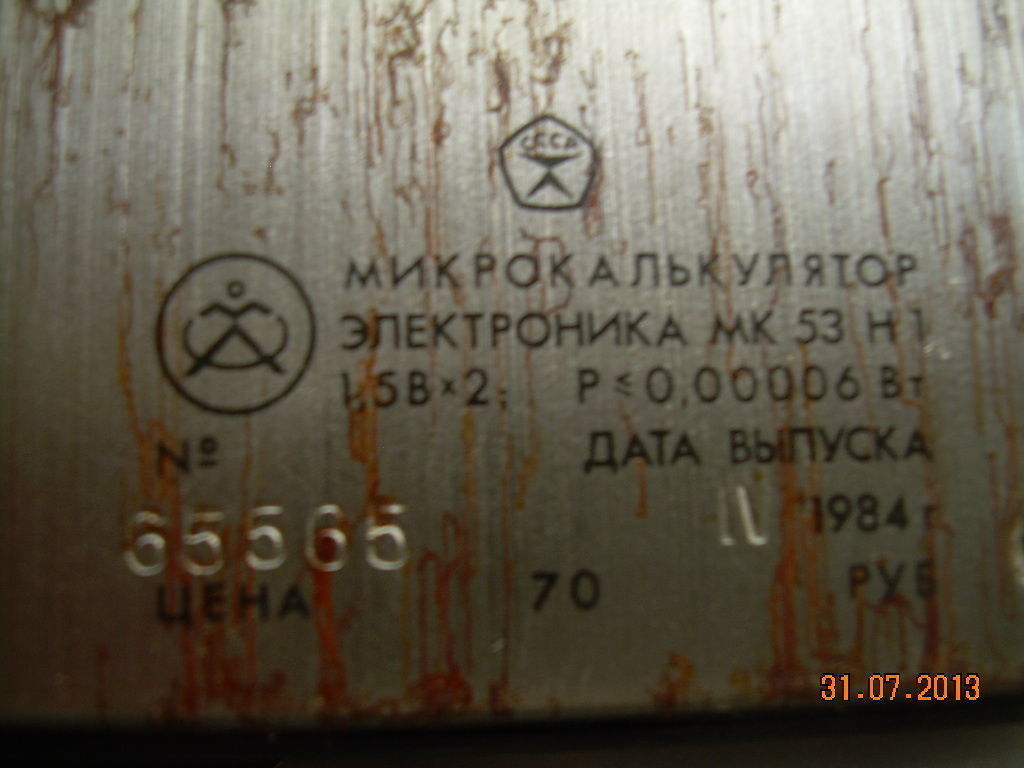 СССР
МИКРОКАЛЬКУЛЯТОР
ЭЛЕКТРОНИКА МК 53 Н 1
1,5В×2; Р≤0,00006 Вт
№ ДАТА ВЫПУСКА
65565 II 1984 г
ЦЕНА 70 РУБ
31.07.2013